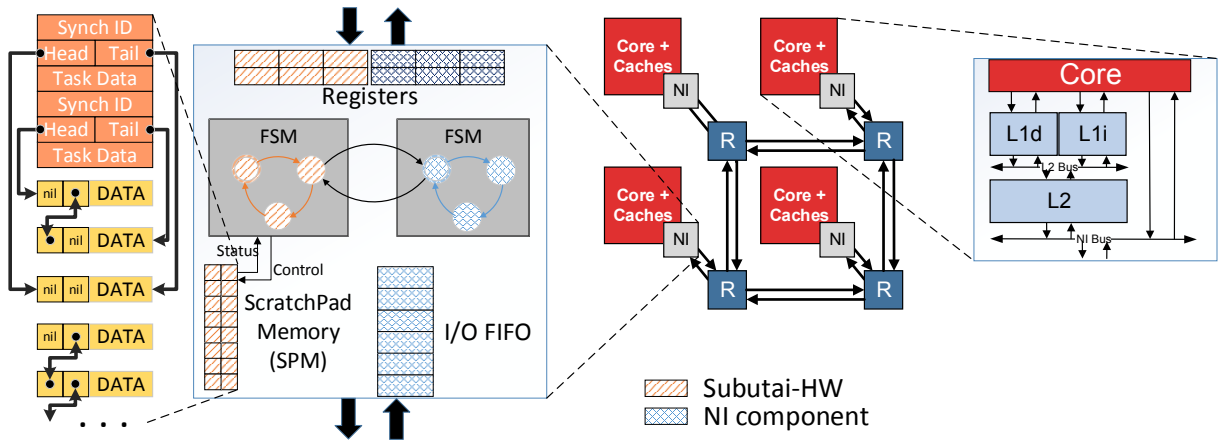 Synch ID
Head Tail
Task Data
Synch ID
Head Tail
Task Data
nil DATA
nil DATA
nil nil DATA
nil DATA
DATA
. . .
Registers
FSM FSM
Status
Control
ScratchPad
Memory
(SPM)
I/O FIFO
Core +
Caches
NI
Core +
Caches
NI
R R
Core +
Caches
NI
Core +
Caches
NI
R R
Subutai-HW
NI component
Core
L1d L1i
L2 Bus
L2
NI Bus